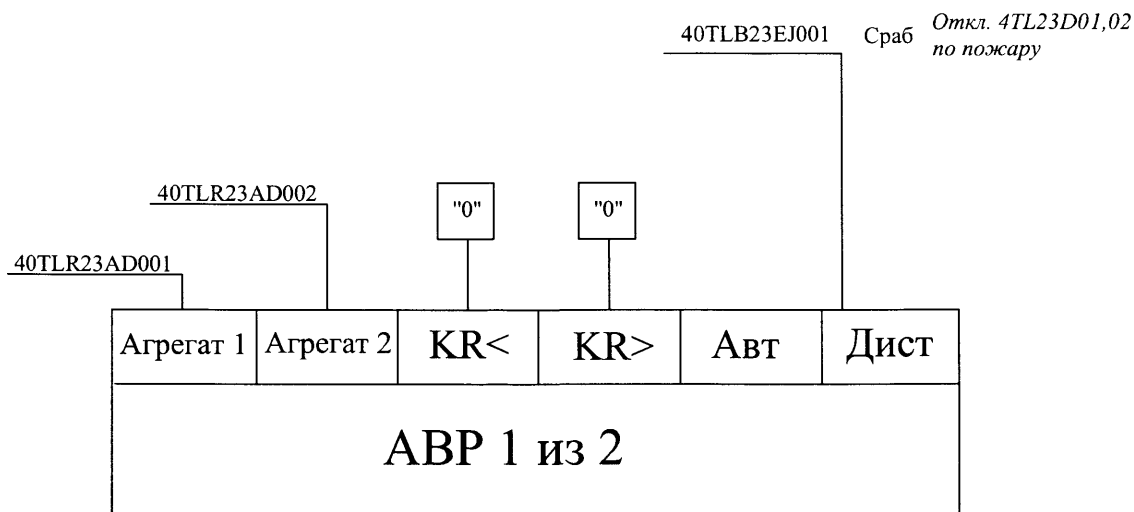 40TLB23EJ001 Сраб Откл. 4TL23D01,02
по пожару
40TLR23AD002 "0" "0"
40TLR23AD001
Агрегат 1 Агрегат 2 KR< KR> Авт Дист
АВР 1 из 2